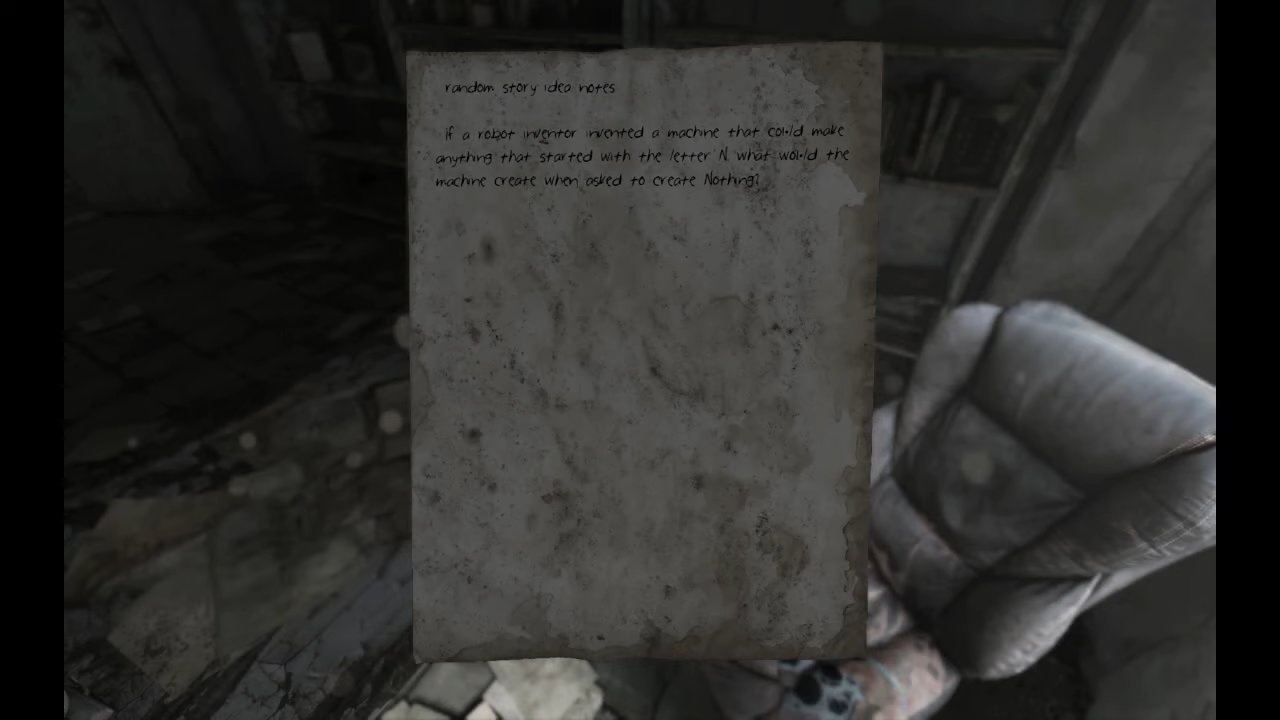 random story idea notes
if a robot inventor invented a machine that could make
anything that started with the letter N what would the
machine create when asked to create Nothing?